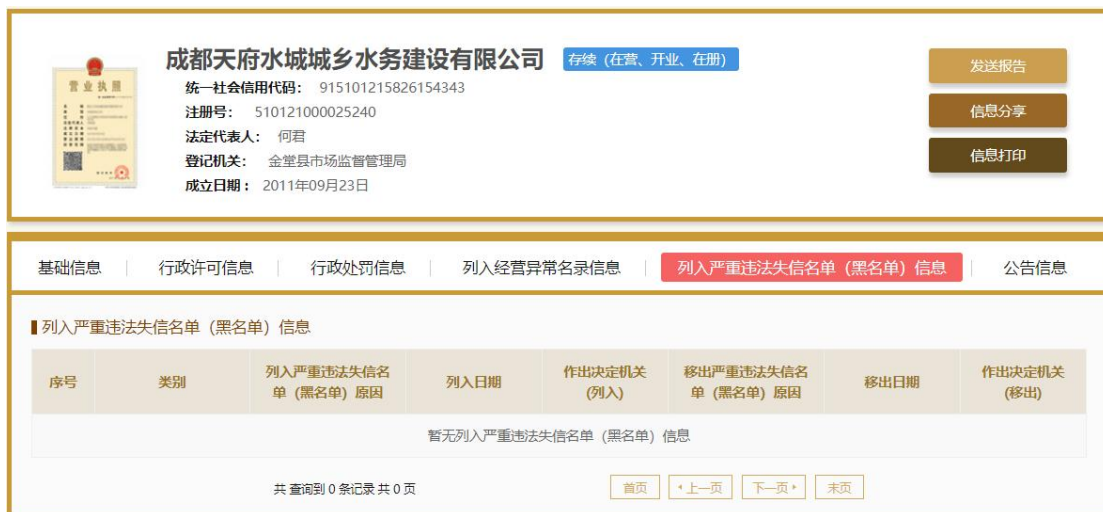 成都天府水城城乡水务建设有限公司 存续（在营、开业、在册）
统一社会信用代码： 915101215826154343
注册号： 510121000025240
法定代表人： 何君
登记机关： 金堂县市场监督管理局
成立日期： 2011年09月23日
营业执照
发送报告
信息分享
信息打印
基础信息 行政许可信息 行政处罚信息 列入经营异常名录信息 列入严重违法失信名单（黑名单）信息 公告信息
列入严重违法失信名单（黑名单）信息
序号 类别 列入严重违法失信名单（黑名单）原因 列入日期 作出决定机关(列入) 移出严重违法失信名单（黑名单）原因 移出日期 作出决定机关(移出)
暂无列入严重违法失信名单（黑名单）信息
共 查询到 0 条记录 共 0 页 首页 上一页 下一页 末页